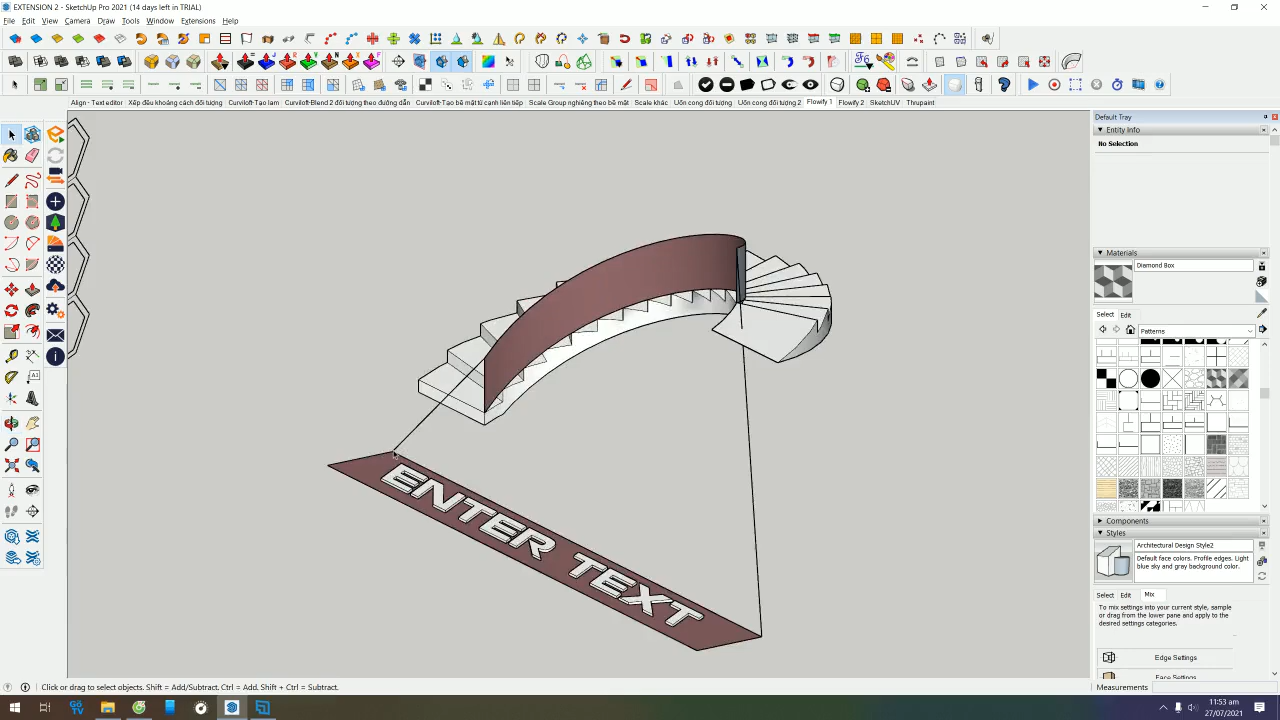 EXTENSION 2 - SketchUp Pro 2021 (14 days left in TRIAL)
File Edit View Camera Draw Tools Window Extensions Help
Align - Text editor Xếp đều khoảng cách đối tượng Curviloft-Tạo lam Curviloft-Blend 2 đối tượng theo đường dẫn Curviloft-Tạo bề mặt từ cạnh liên tiếp Scale Group nghiêng theo bề mặt Scale khác Uốn cong đối tượng Uốn cong đối tượng 2 Flowify 1 Flowify 2 SketchUV Thrupaint
Default Tray
Entity Info
No Selection
Materials
Diamond Box
Select Edit
Patterns
ENTER TEXT
Components
Styles
Architectural Design Style2
Default face colors. Profile edges. Light
blue sky and gray background color.
Select Edit Mix
To mix settings into your current style, sample
or drag from the lower pane and apply to the
desired settings categories.
Edge Settings
Face Settings
Click or drag to select objects. Shift = Add/Subtract. Ctrl = Add. Shift + Ctrl = Subtract.
Measurements
11:53 am
27/07/2021